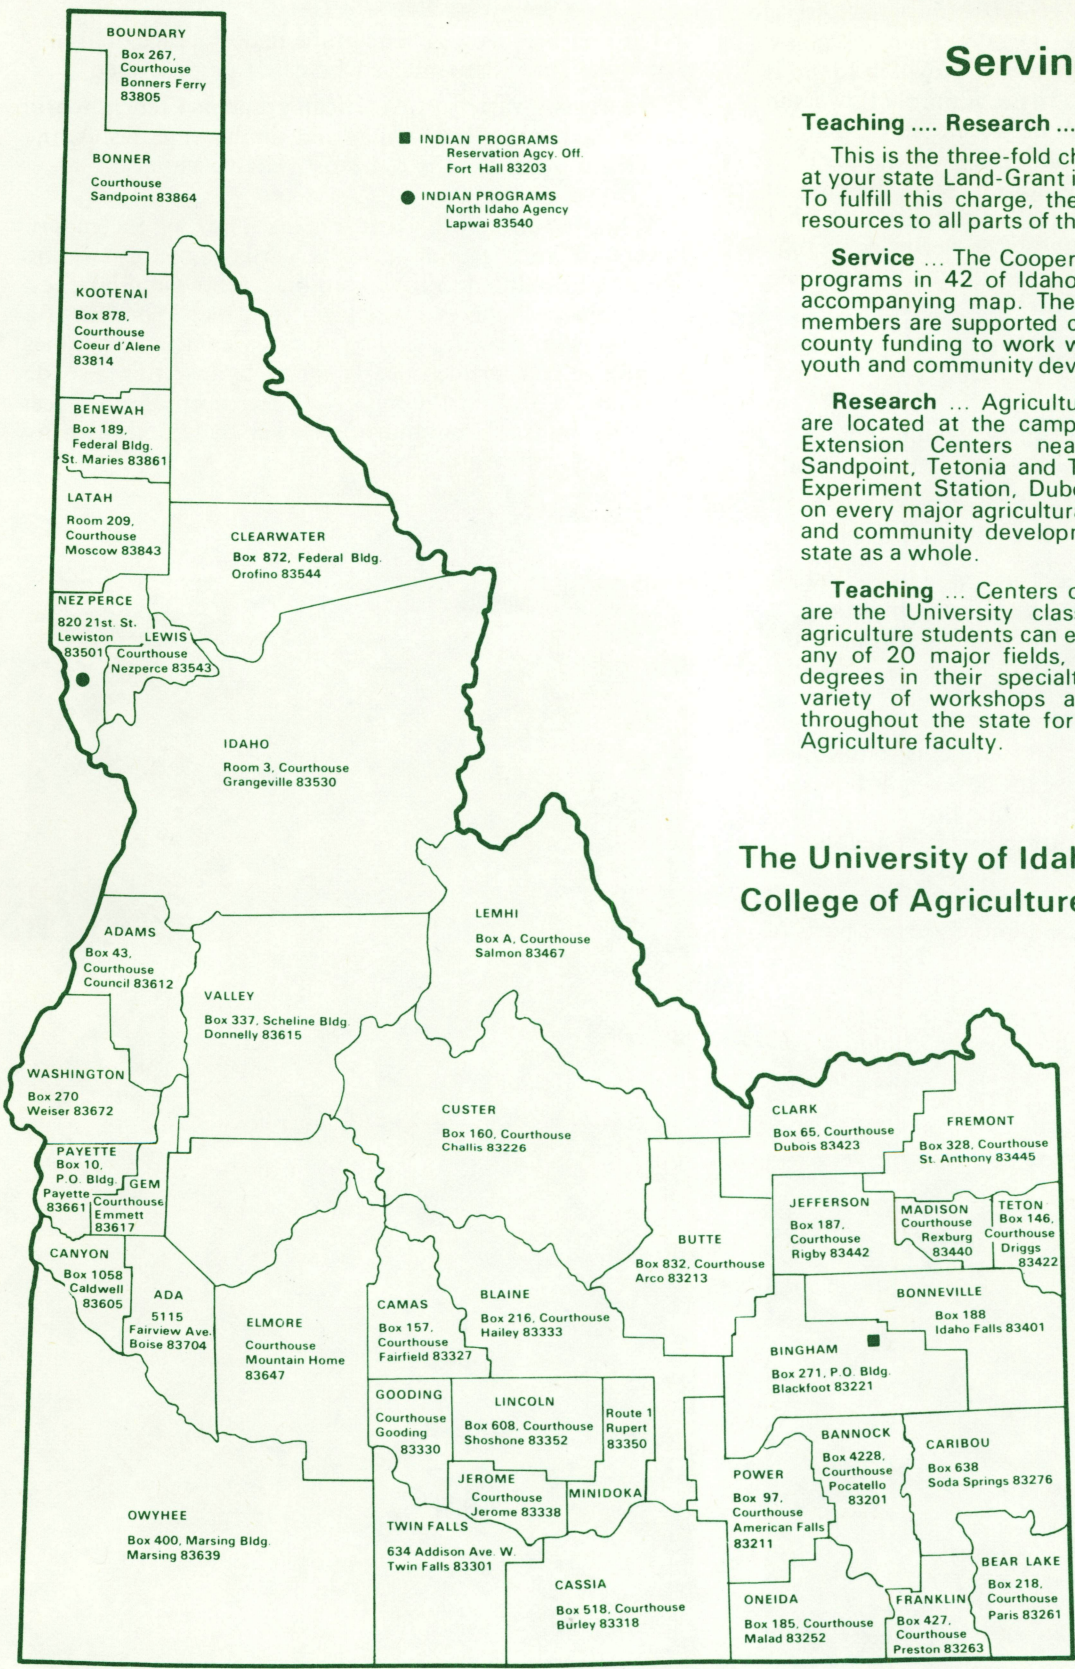 BOUNDARY
Box 267,
Courthouse
Bonners Ferry
83805
BONNER
Courthouse
Sandpoint 83864
KOOTENAI
Box 878,
Courthouse
Coeur d'Alene
83814
BENEWAH
Box 189,
Federal Bldg.
St. Maries 83861
LATAH
Room 209,
Courthouse
Moscow 83843
CLEARWATER
Box 872, Federal Bldg.
Orofino 83544
NEZ PERCE
820 21st. St.
Lewiston
83501
LEWIS
Courthouse
Nezperce 83543
IDAHO
Room 3, Courthouse
Grangeville 83530
INDIAN PROGRAMS
Reservation Agcy. Off.
Fort Hall 83203
INDIAN PROGRAMS
North Idaho Agency
Lapwai 83540
Servin
Teaching .... Research ...
This is the three-fold ch
at your state Land-Grant i
To fulfill this charge, the
resources to all parts of th
Service ... The Cooper
programs in 42 of Idaho
accompanying map. The
members are supported c
county funding to work w
youth and community dev
Research ... Agricultu
are located at the camp
Extension Centers nea
Sandpoint, Tetonia and T
Experiment Station, Dubo
on every major agricultura
and community developm
state as a whole.
Teaching ... Centers o
are the University clas
agriculture students can e
any of 20 major fields,
degrees in their specialt
variety of workshops a
throughout the state for
Agriculture faculty.
The University of Idah
College of Agriculture
LEMHI
Box A, Courthouse
Salmon 83467
ADAMS
Box 43,
Courthouse
Council 83612
VALLEY
Box 337, Scheline Bldg.
Donnelly 83615
WASHINGTON
Box 270
Weiser 83672
CUSTER
Box 160, Courthouse
Challis 83226
CLARK
Box 65, Courthouse
Dubois 83423
FREMONT
Box 328, Courthouse
St. Anthony 83445
PAYETTE
Box 10,
P.O. Bldg.
Payette
83661
GEM
Courthouse
Emmett
83617
JEFFERSON
Box 187,
Courthouse
Rigby 83442
MADISON
Courthouse
Rexburg
83440
TETON
Box 146,
Courthouse
Driggs
83422
BUTTE
Box 832, Courthouse
Arco 83213
CANYON
Box 1058
Caldwell
83605
ADA
5115
Fairview Ave.
Boise 83704
ELMORE
Courthouse
Mountain Home
83647
CAMAS
Box 157,
Courthouse
Fairfield 83327
BLAINE
Box 216, Courthouse
Hailey 83333
BONNEVILLE
Box 188
Idaho Falls 83401
BINGHAM
Box 271, P.O. Bldg.
Blackfoot 83221
GOODING
Courthouse
Gooding
83330
LINCOLN
Box 608, Courthouse
Shoshone 83352
Route 1
Rupert
83350
MINIDOKA
JEROME
Courthouse
Jerome 83338
POWER
Box 97,
Courthouse
American Falls
83211
BANNOCK
Box 4228,
Courthouse
Pocatello
83201
CARIBOU
Box 638
Soda Springs 83276
OWYHEE
Box 400, Marsing Bldg.
Marsing 83639
TWIN FALLS
634 Addison Ave. W.
Twin Falls 83301
CASSIA
Box 518, Courthouse
Burley 83318
ONEIDA
Box 185, Courthouse
Malad 83252
FRANKLIN
Box 427,
Courthouse
Preston 83263
BEAR LAKE
Box 218,
Courthouse
Paris 83261